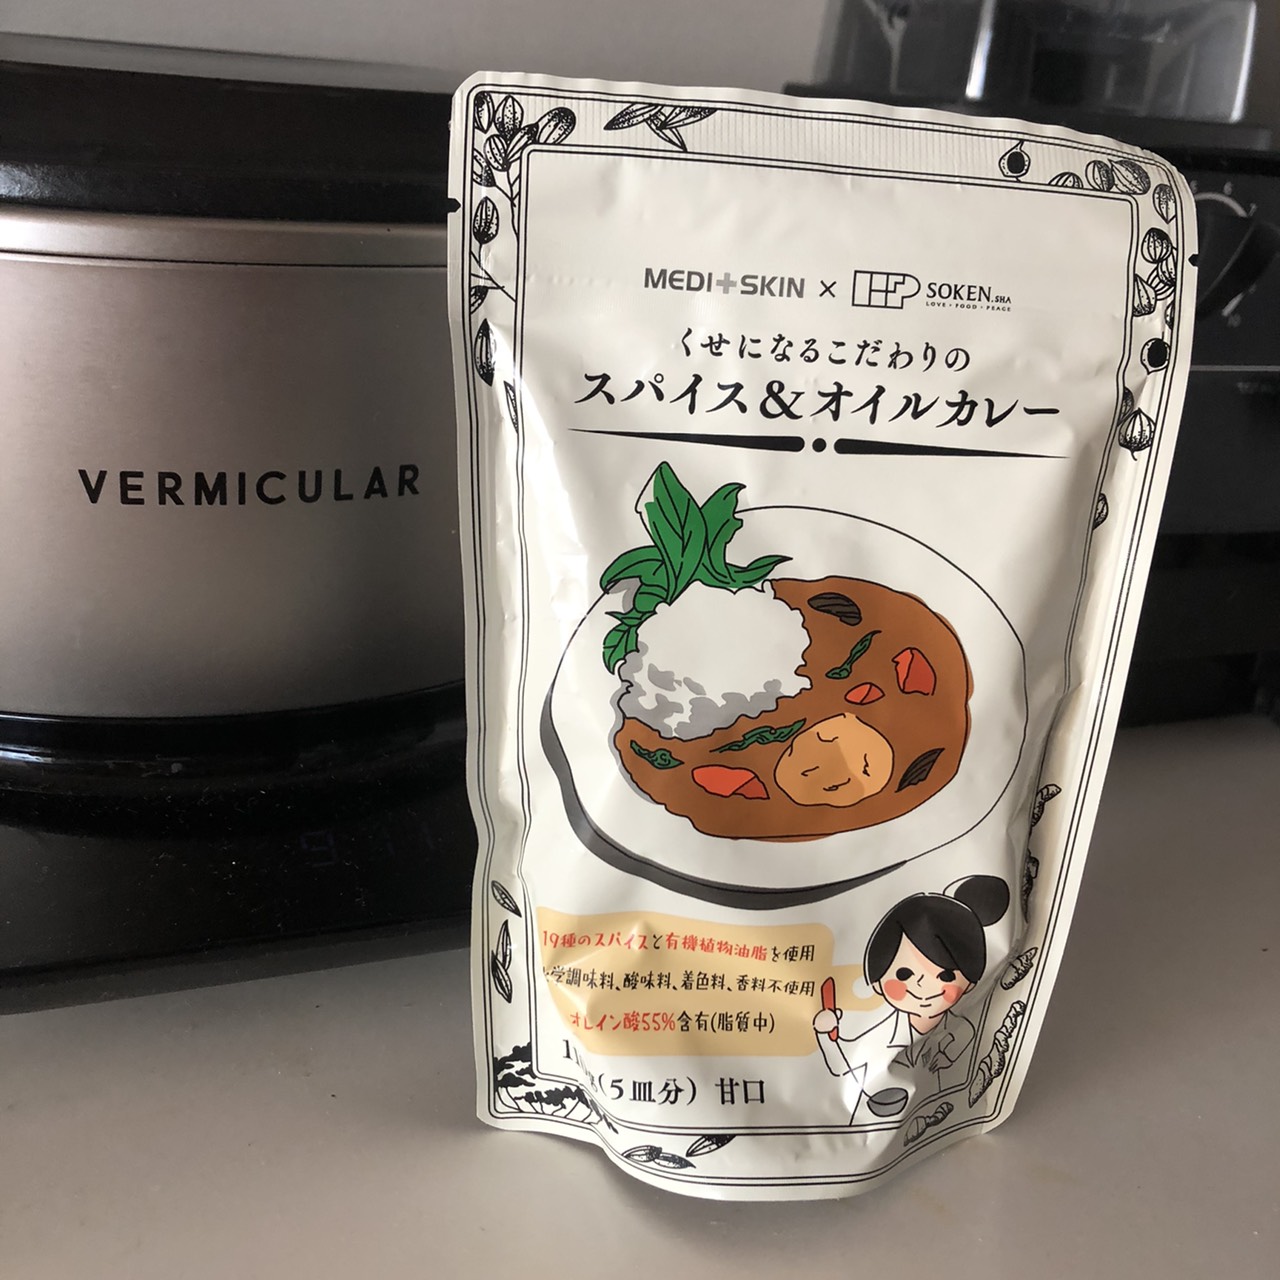 VERMICULAR
MEDI+SKIN × SOKEN.SHA
LOVE・FOOD・PEACE
くせになるこだわりの
スパイス&オイルカレー
19種のスパイスと有機植物油脂を使用
学調味料、酸味料、着色料、香料不使用
オレイン酸55%含有(脂質中)
(5皿分) 甘口